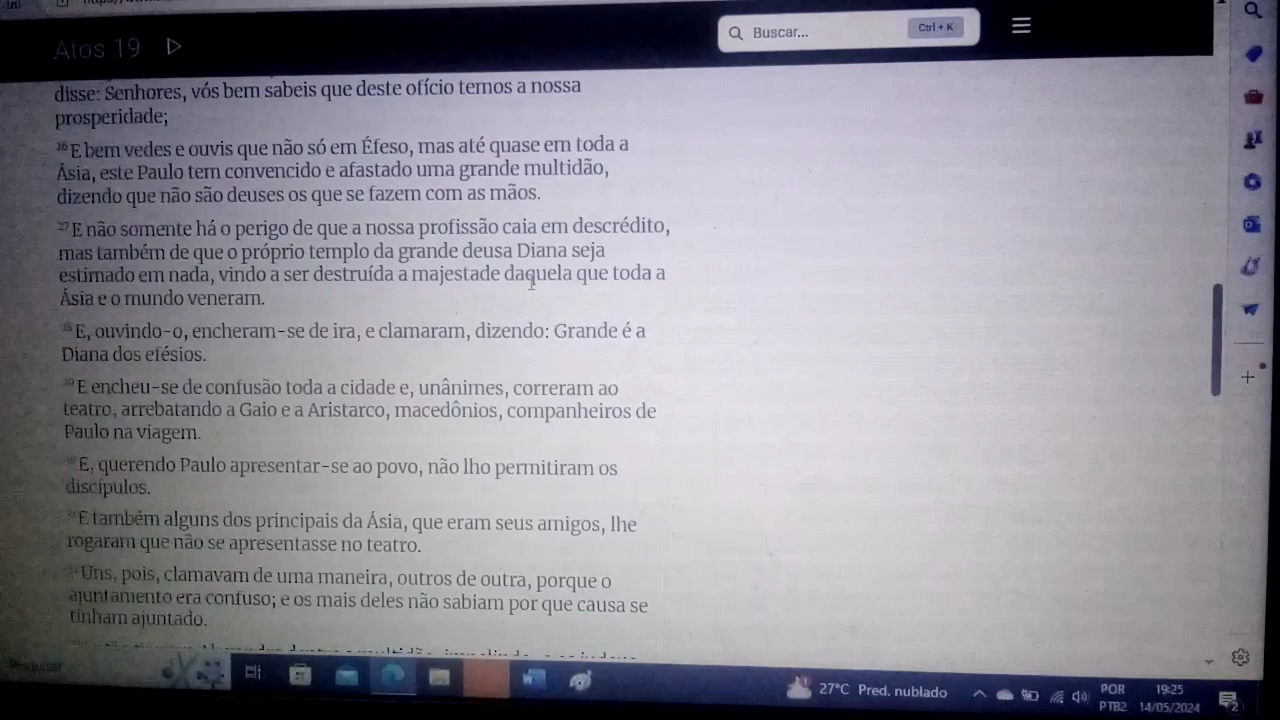 Atos 19
Buscar...
Ctrl + K
disse: Senhores, vós bem sabeis que deste ofício temos a nossa
prosperidade;
26 E bem vedes e ouvis que não só em Éfeso, mas até quase em toda a
Ásia, este Paulo tem convencido e afastado uma grande multidão,
dizendo que não são deuses os que se fazem com as mãos.
27 E não somente há o perigo de que a nossa profissão caia em descrédito,
mas também de que o próprio templo da grande deusa Diana seja
estimado em nada, vindo a ser destruída a majestade daquela que toda a
Ásia e o mundo veneram.
28 E, ouvindo-o, encheram-se de ira, e clamaram, dizendo: Grande é a
Diana dos efésios.
29 E encheu-se de confusão toda a cidade e, unânimes, correram ao
teatro, arrebatando a Gaio e a Aristarco, macedônios, companheiros de
Paulo na viagem.
E, querendo Paulo apresentar-se ao povo, não lho permitiram os
discípulos.
E também alguns dos principais da Ásia, que eram seus amigos, lhe
rogaram que não se apresentasse no teatro.
Uns, pois, clamavam de uma maneira, outros de outra, porque o
ajuntamento era confuso; e os mais deles não sabiam por que causa se
tinham ajuntado.
Pesquisar
27°C Pred. nublado
POR
PTB2
19:25
14/05/2024
2